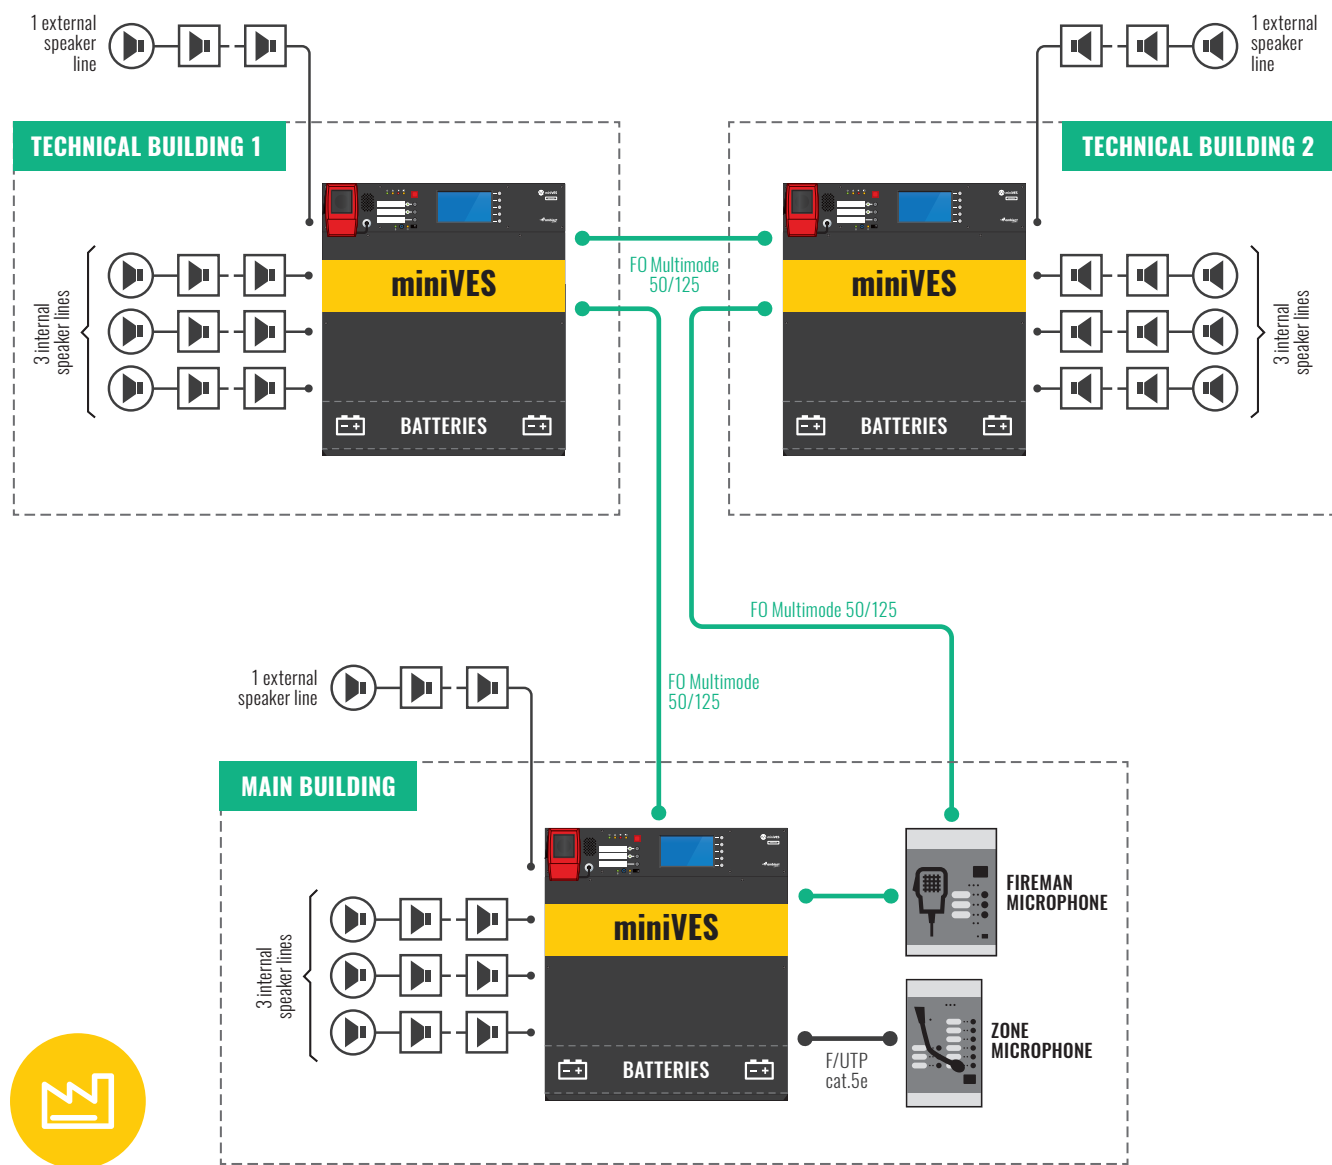 1 external
speaker
line
1 external
speaker
line
TECHNICAL BUILDING 1
TECHNICAL BUILDING 2
miniVES
miniVES
FO Multimode
50/125
miniVES
miniVES
3 internal
speaker lines
3 internal
speaker lines
BATTERIES
BATTERIES
FO Multimode 50/125
1 external
speaker line
FO Multimode
50/125
MAIN BUILDING
miniVES
FIREMAN
MICROPHONE
miniVES
3 internal
speaker lines
ZONE
MICROPHONE
F/UTP
cat.5e
BATTERIES